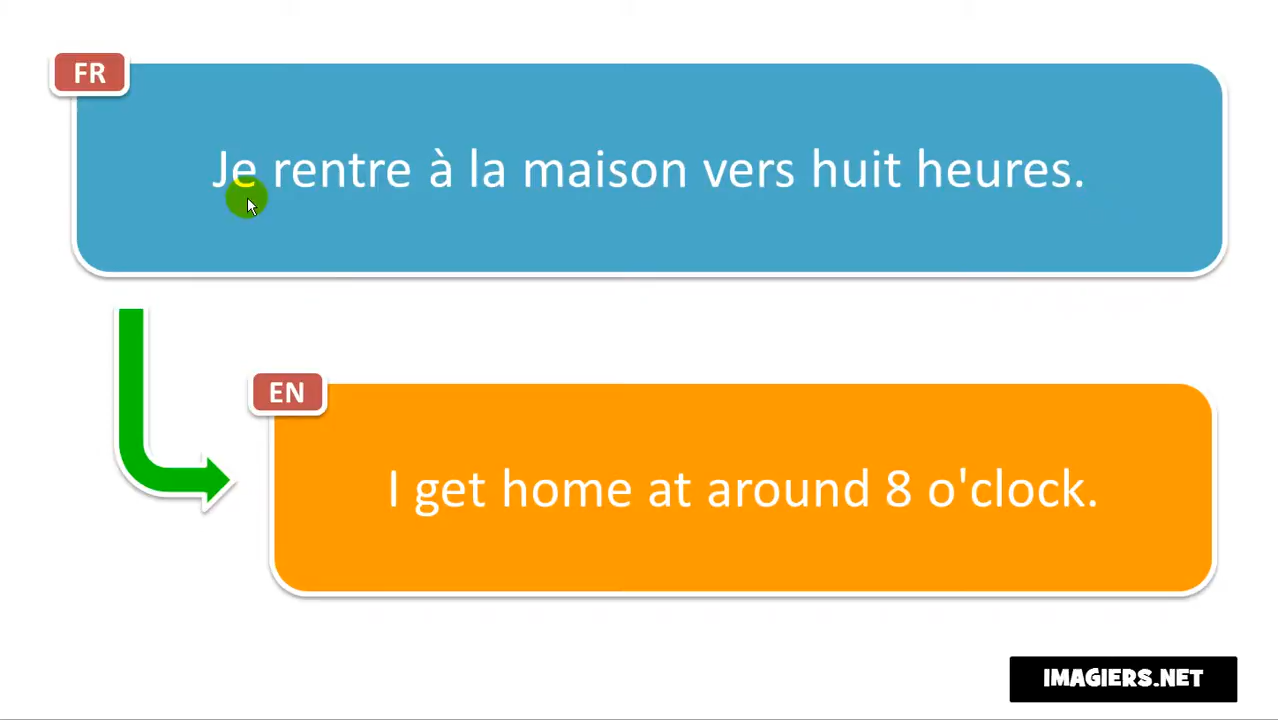 FR
Je rentre à la maison vers huit heures.
EN
I get home at around 8 o'clock.
IMAGIERS.NET